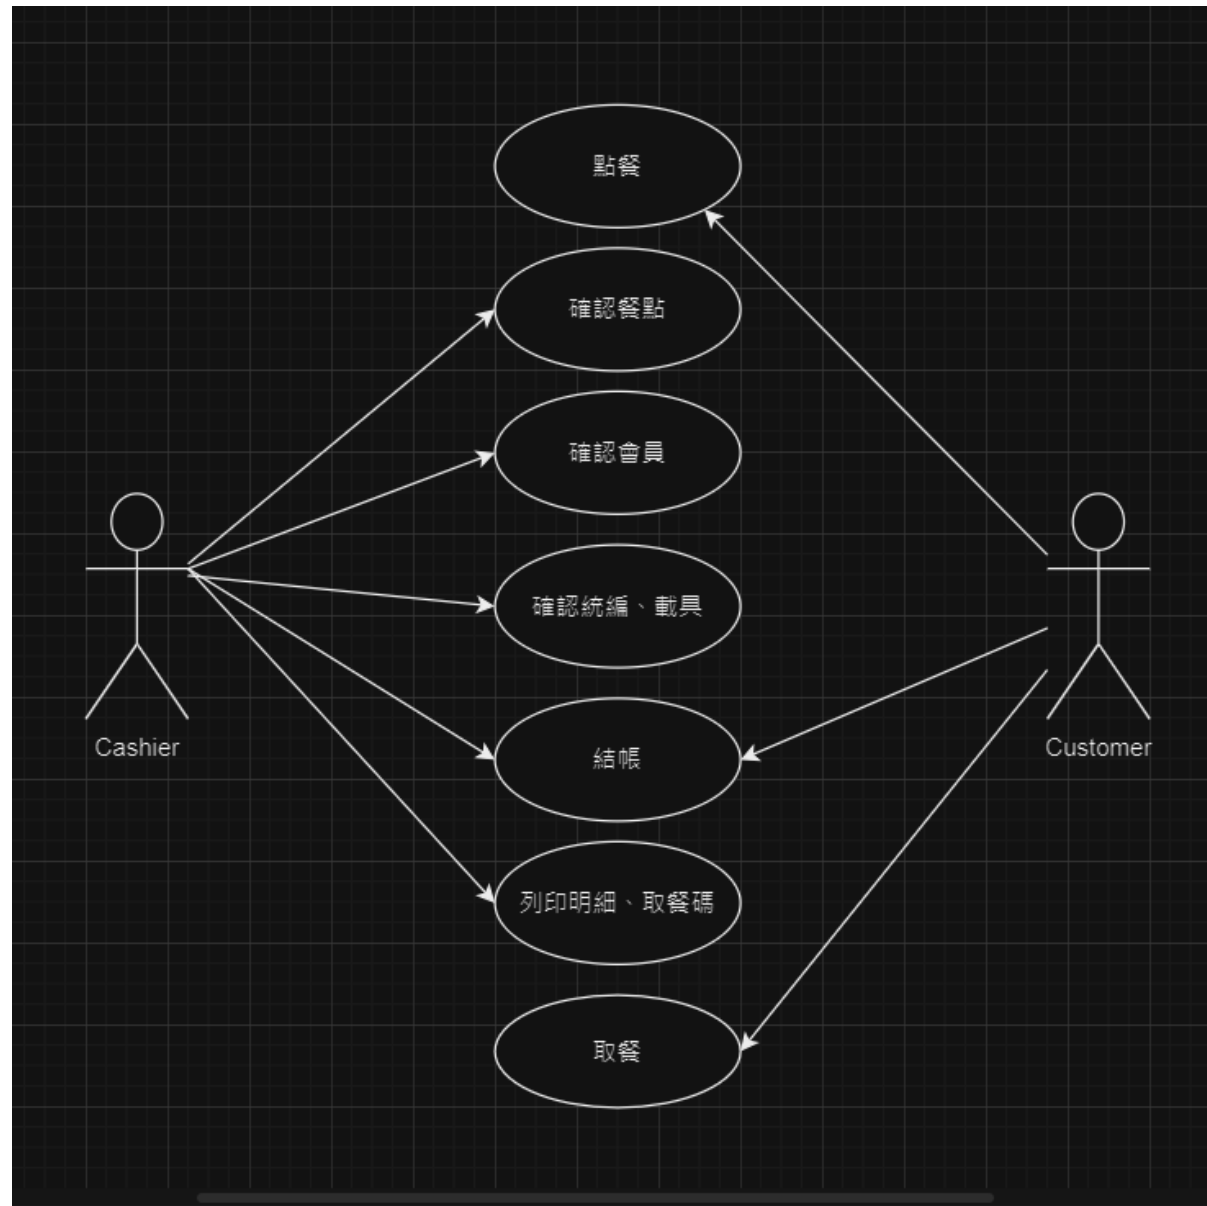 點餐
確認餐點
確認會員
確認統編、載具
Cashier
結帳
Customer
列印明細、取餐碼
取餐